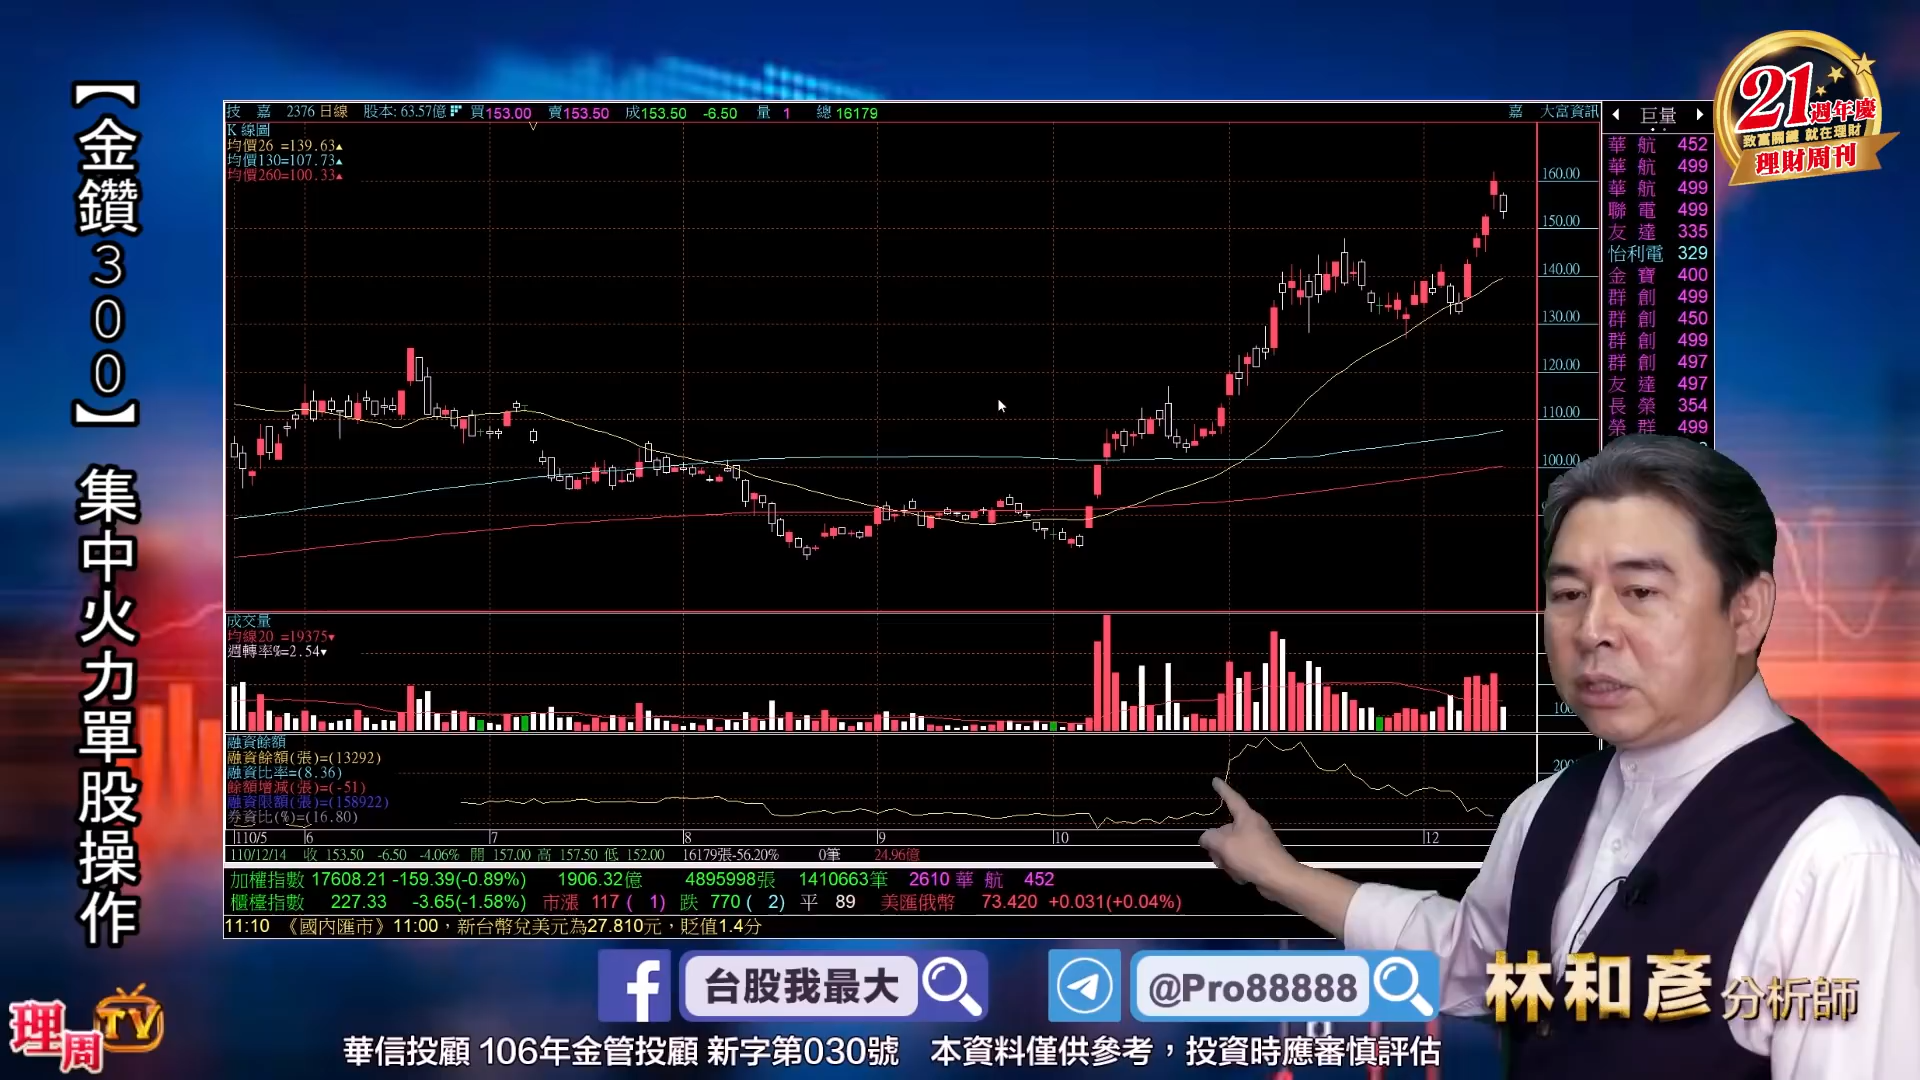 【金鑽300】集中火力單股操作
21週年慶
致富關鍵 就在理財
理財周刊
技嘉 2376 日線 股本: 63.57億 買153.00 賣153.50 成153.50 -6.50 量 1 總 16179
嘉 大富資訊
K 線圖
均價26 =139.63▲
均價130=107.73▲
均價260=100.33▲
160.00
150.00
140.00
130.00
120.00
110.00
100.00
◀ 巨量 ▶
華航 452
華航 499
華航 499
聯電 499
友達 335
怡利電 329
金寶 400
群創 499
群創 450
群創 499
群創 497
友達 497
長榮 354
榮群 499
成交量
均線20 =19375▼
週轉率%=2.54▼
融資餘額
融資餘額(張)=(13292)
融資比率=(8.36)
餘額增減(張)=(-51)
融資限額(張)=(158922)
券資比(%)=(16.80)
110/5 6 7 8 9 10 12
110/12/14 收 153.50 -6.50 -4.06% 開 157.00 高 157.50 低 152.00 16179張-56.20% 0筆 24.96億
加權指數 17608.21 -159.39(-0.89%) 1906.32億 4895998張 1410663筆 2610 華航 452
櫃檯指數 227.33 -3.65(-1.58%) 市漲 117 ( 1) 跌 770 ( 2) 平 89 美匯俄幣 73.420 +0.031(+0.04%)
11:10 《國內匯市》11:00，新台幣兌美元為27.810元，貶值1.4分
台股我最大
@Pro88888
林和彥 分析師
理周TV
華信投顧 106年金管投顧 新字第030號 本資料僅供參考，投資時應審慎評估